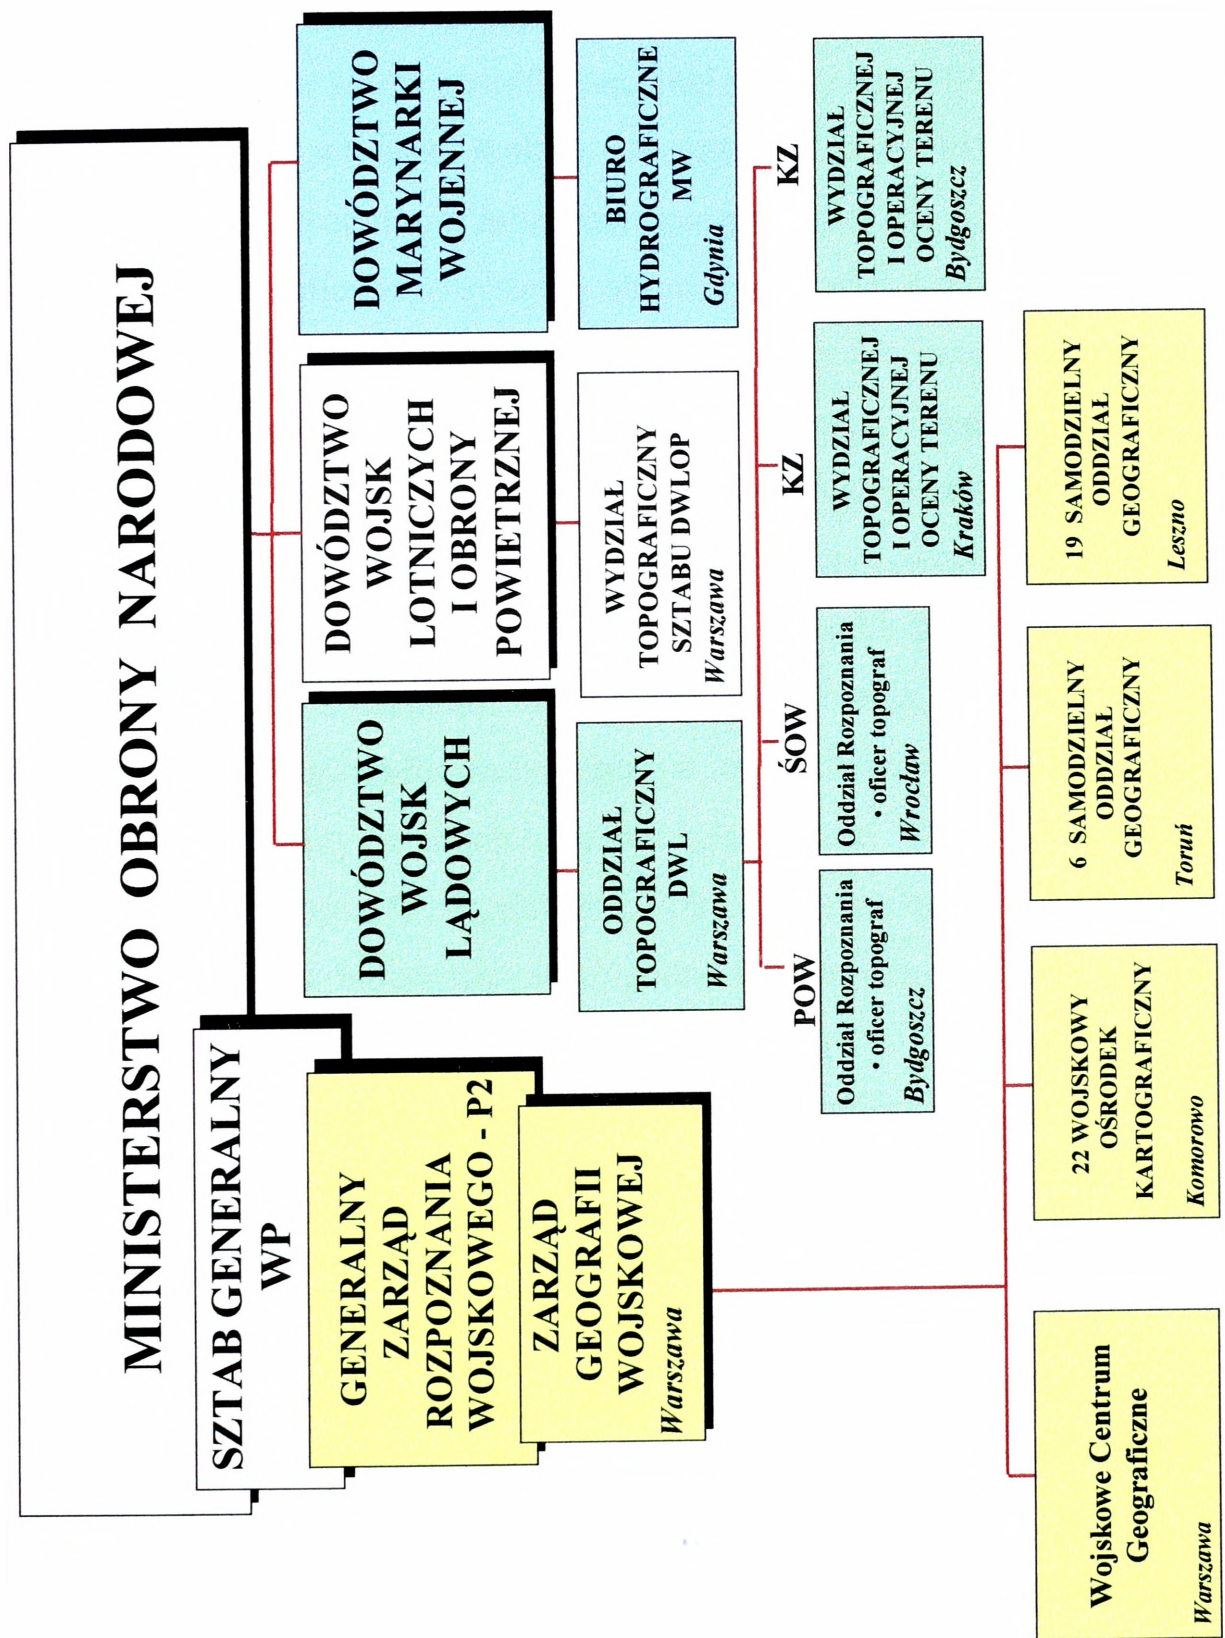 MINISTERSTWO OBRONY NARODOWEJ
SZTAB GENERALNY
WP
GENERALNY
ZARZĄD
ROZPOZNANIA
WOJSKOWEGO - P2
ZARZĄD
GEOGRAFII
WOJSKOWEJ
Warszawa
DOWÓDZTWO
WOJSK
LĄDOWYCH
DOWÓDZTWO
WOJSK
LOTNICZYCH
I OBRONY
POWIETRZNEJ
DOWÓDZTWO
MARYNARKI
WOJENNEJ
ODDZIAŁ
TOPOGRAFICZNY
DWL
Warszawa
WYDZIAŁ
TOPOGRAFICZNY
SZTABU DWLOP
Warszawa
BIURO
HYDROGRAFICZNE
MW
Gdynia
POW
ŚOW
KZ
KZ
Oddział Rozpoznania
• oficer topograf
Bydgoszcz
Oddział Rozpoznania
• oficer topograf
Wrocław
WYDZIAŁ
TOPOGRAFICZNEJ
I OPERACYJNEJ
OCENY TERENU
Kraków
WYDZIAŁ
TOPOGRAFICZNEJ
I OPERACYJNEJ
OCENY TERENU
Bydgoszcz
Wojskowe Centrum
Geograficzne
Warszawa
22 WOJSKOWY
OŚRODEK
KARTOGRAFICZNY
Komorowo
6 SAMODZIELNY
ODDZIAŁ
GEOGRAFICZNY
Toruń
19 SAMODZIELNY
ODDZIAŁ
GEOGRAFICZNY
Leszno